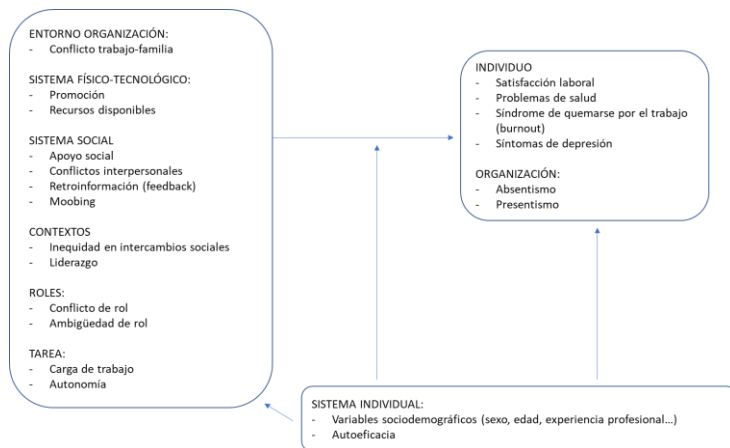 ENTORNO ORGANIZACIÓN:
- Conflicto trabajo-familia
SISTEMA FÍSICO-TECNOLÓGICO:
- Promoción
- Recursos disponibles
SISTEMA SOCIAL
- Apoyo social
- Conflictos interpersonales
- Retroinformación (feedback)
- Moobing
CONTEXTOS
- Inequidad en intercambios sociales
- Liderazgo
ROLES:
- Conflicto de rol
- Ambigüedad de rol
TAREA:
- Carga de trabajo
- Autonomía
INDIVIDUO
- Satisfacción laboral
- Problemas de salud
- Síndrome de quemarse por el trabajo
(burnout)
- Síntomas de depresión
ORGANIZACIÓN:
- Absentismo
- Presentismo
SISTEMA INDIVIDUAL:
- Variables sociodemográficos (sexo, edad, experiencia profesional...)
- Autoeficacia